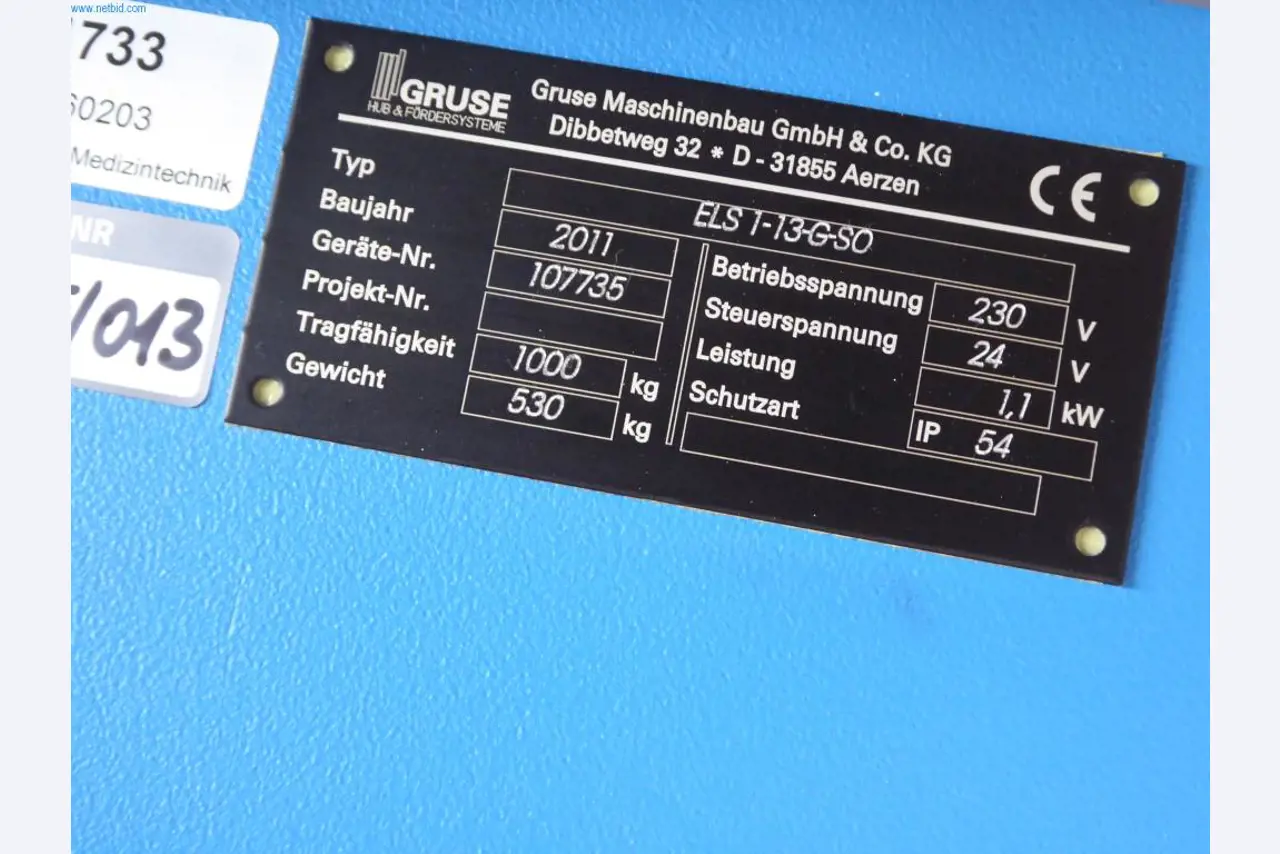 www.netbid.com
1733
60203
Medizintechnik
NR
/013
GRUSE
HUB & FÖRDERSYSTEME
Gruse Maschinenbau GmbH & Co. KG
Dibbetweg 32 * D - 31855 Aerzen
CE
Typ ELS 1-13-G-SO
Baujahr 2011
Geräte-Nr. 107735
Projekt-Nr.
Tragfähigkeit 1000 kg
Gewicht 530 kg
Betriebsspannung 230 V
Steuerspannung 24 V
Leistung 1,1 kW
Schutzart IP 54